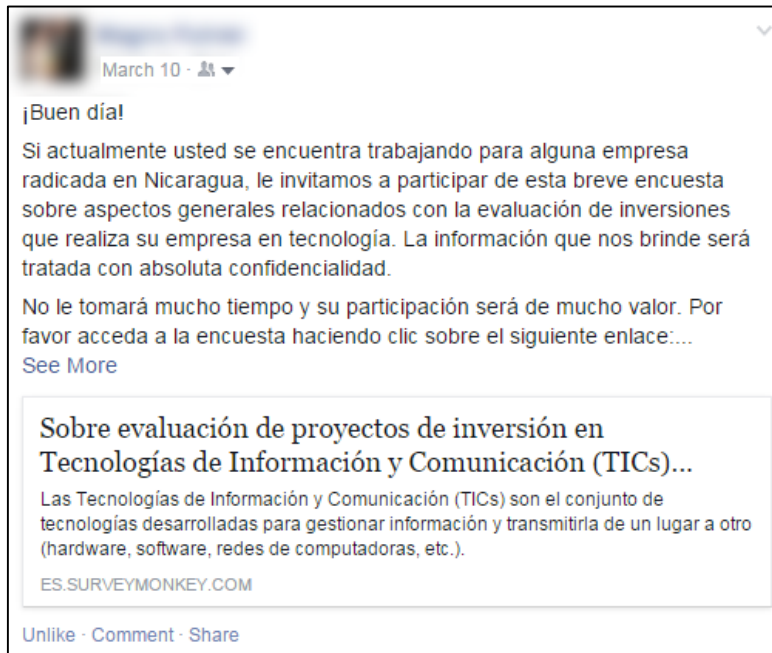 March 10
¡Buen día!
Si actualmente usted se encuentra trabajando para alguna empresa
radicada en Nicaragua, le invitamos a participar de esta breve encuesta
sobre aspectos generales relacionados con la evaluación de inversiones
que realiza su empresa en tecnología. La información que nos brinde será
tratada con absoluta confidencialidad.
No le tomará mucho tiempo y su participación será de mucho valor. Por
favor acceda a la encuesta haciendo clic sobre el siguiente enlace:...
See More
Sobre evaluación de proyectos de inversión en
Tecnologías de Información y Comunicación (TICs)...
Las Tecnologías de Información y Comunicación (TICs) son el conjunto de
tecnologías desarrolladas para gestionar información y transmitirla de un lugar a otro
(hardware, software, redes de computadoras, etc.).
ES.SURVEYMONKEY.COM
Unlike · Comment · Share